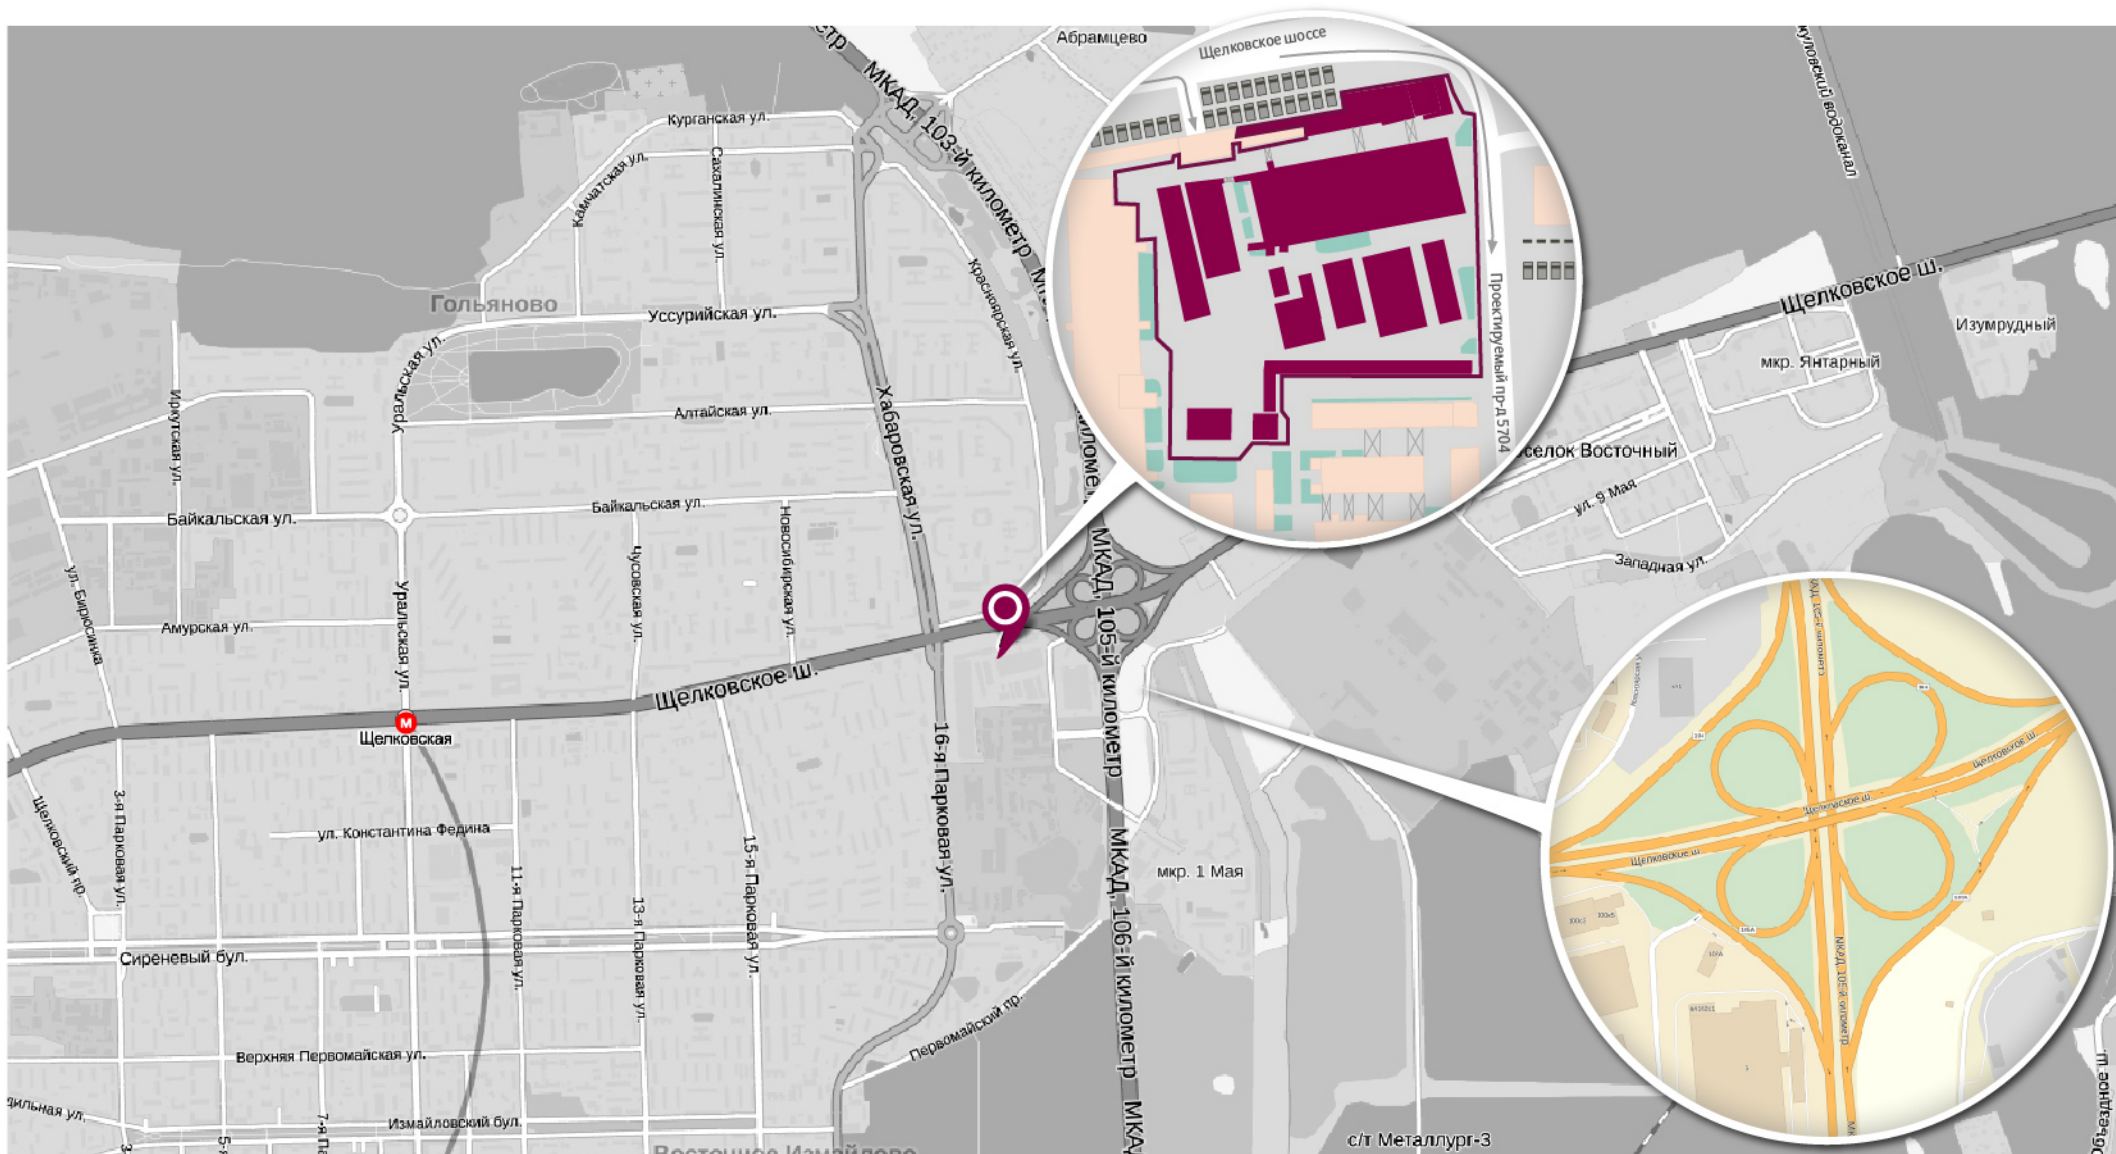 Абрамцево
МКАД, 103-й километр
Щелковское шоссе
Курганская ул.
Камчатская ул.
Сахалинская ул.
Красноярская ул.
Гольяново
Уссурийская ул.
Уральская ул.
Алтайская ул.
Иркутская ул.
Хабаровская ул.
Проектируемый пр-д 5704
Щелковское ш.
Изумрудный
мкр. Янтарный
Восточный
ул. 9 Мая
Западная ул.
Байкальская ул.
Байкальская ул.
Новосибирская ул.
Чусовская ул.
ул. Бирюсинка
Амурская ул.
Уральская ул.
МКАД, 105-й километр
Щелковское ш.
М
Щелковская
16-я Парковая ул.
Щелковский пр.
3-я Парковая ул.
ул. Константина Федина
11-я Парковая ул.
13-я Парковая ул.
15-я Парковая ул.
мкр. 1 Мая
МКАД, 106-й километр
Сиреневый бул.
Первомайский пр.
Верхняя Первомайская ул.
Измайловский бул.
с/т Металлург-3
Щелковское ш.
Щелковское ш.
Щелковское ш.
МКАД, 105-й километр